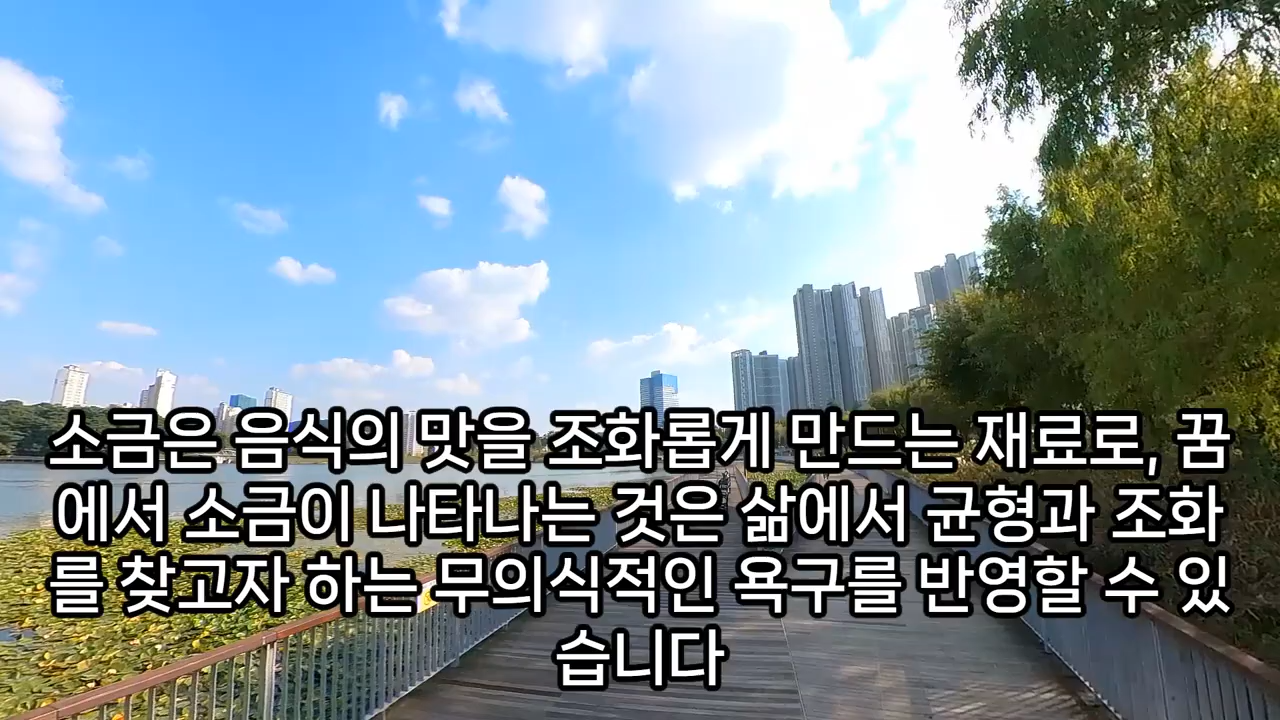 소금은 음식의 맛을 조화롭게 만드는 재료로, 꿈
에서 소금이 나타나는 것은 삶에서 균형과 조화
를 찾고자 하는 무의식적인 욕구를 반영할 수 있
습니다